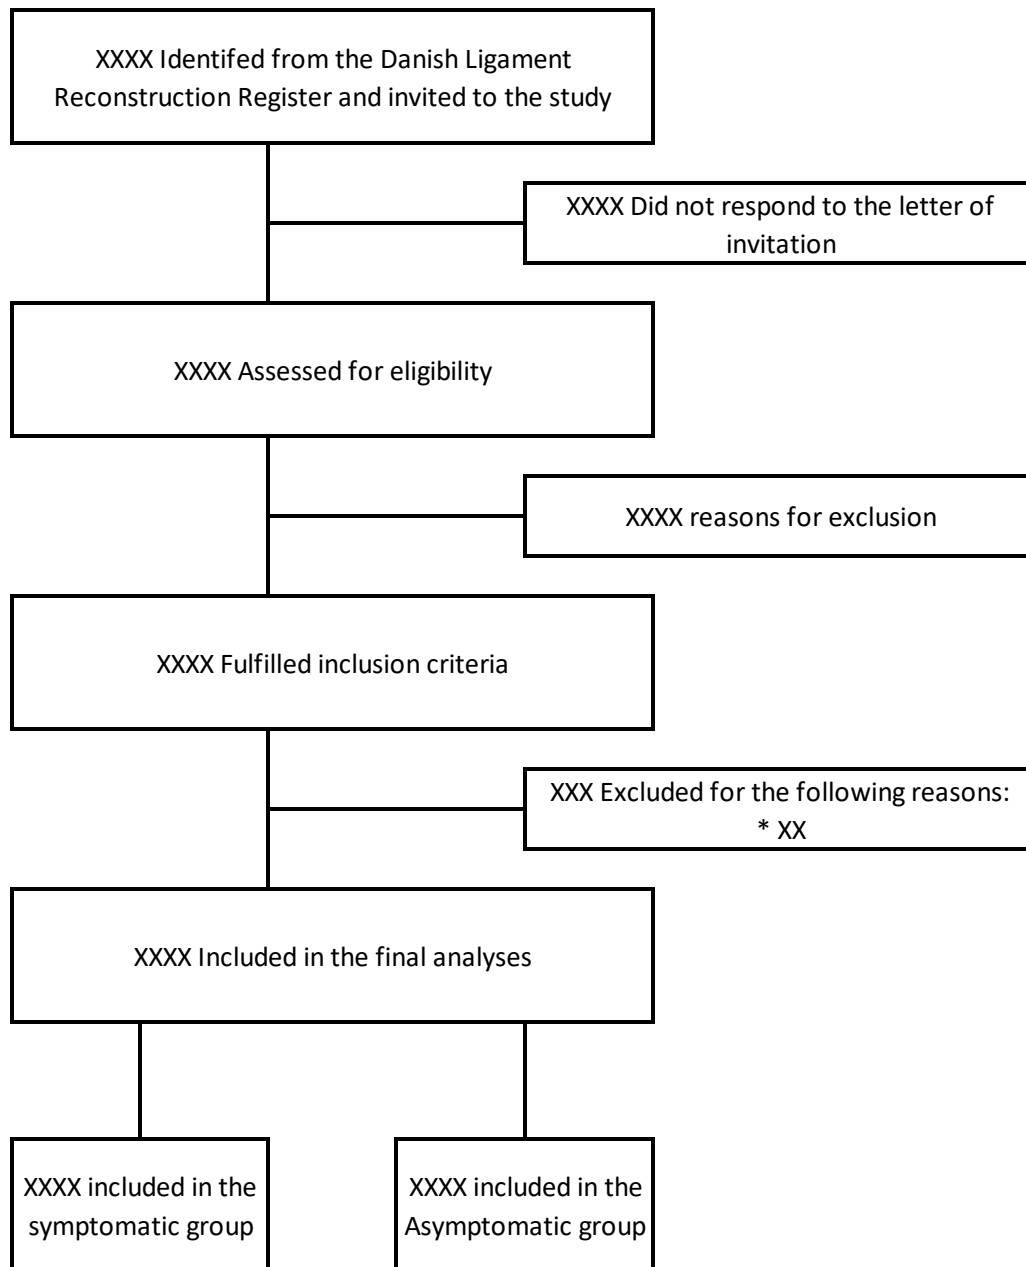 XXXX Identifed from the Danish Ligament
Reconstruction Register and invited to the study
XXXX Did not respond to the letter of
invitation
XXXX Assessed for eligibility
XXXX reasons for exclusion
XXXX Fulfilled inclusion criteria
XXX Excluded for the following reasons:
* XX
XXXX Included in the final analyses
XXXX included in the
symptomatic group
XXXX included in the
Asymptomatic group